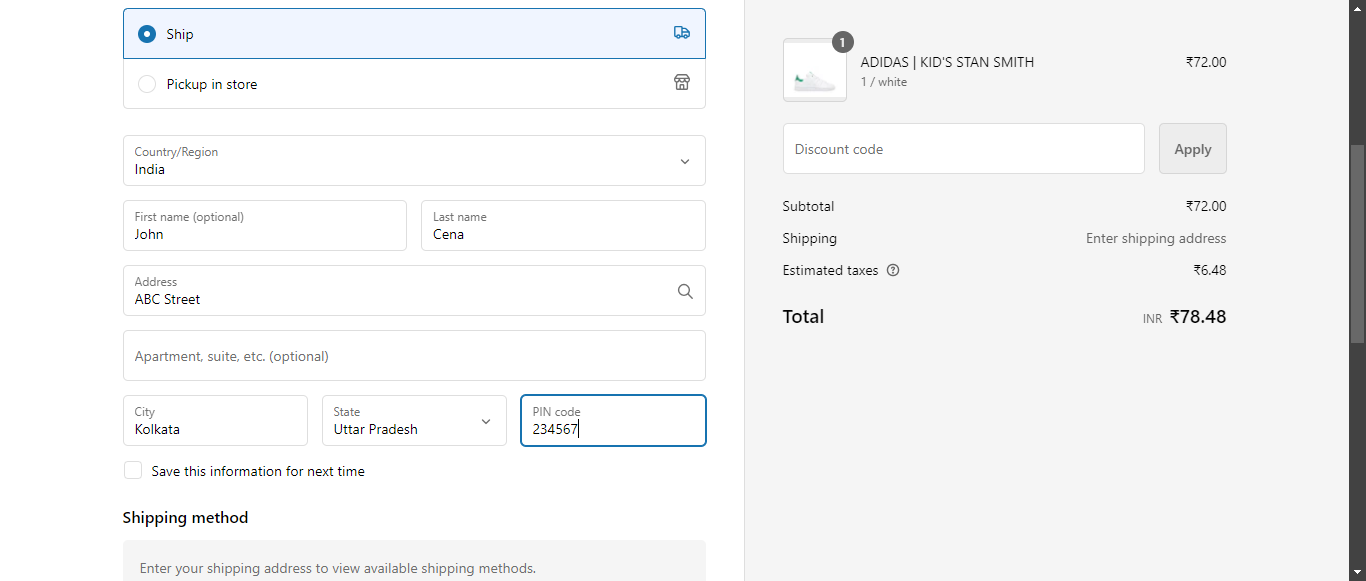 Ship
Pickup in store
Country/Region
India
First name (optional)
John
Last name
Cena
Address
ABC Street
Apartment, suite, etc. (optional)
City
Kolkata
State
Uttar Pradesh
PIN code
234567
Save this information for next time
Shipping method
Enter your shipping address to view available shipping methods.
1
ADIDAS | KID'S STAN SMITH ₹72.00
1 / white
Discount code Apply
Subtotal ₹72.00
Shipping Enter shipping address
Estimated taxes ? ₹6.48
Total INR ₹78.48